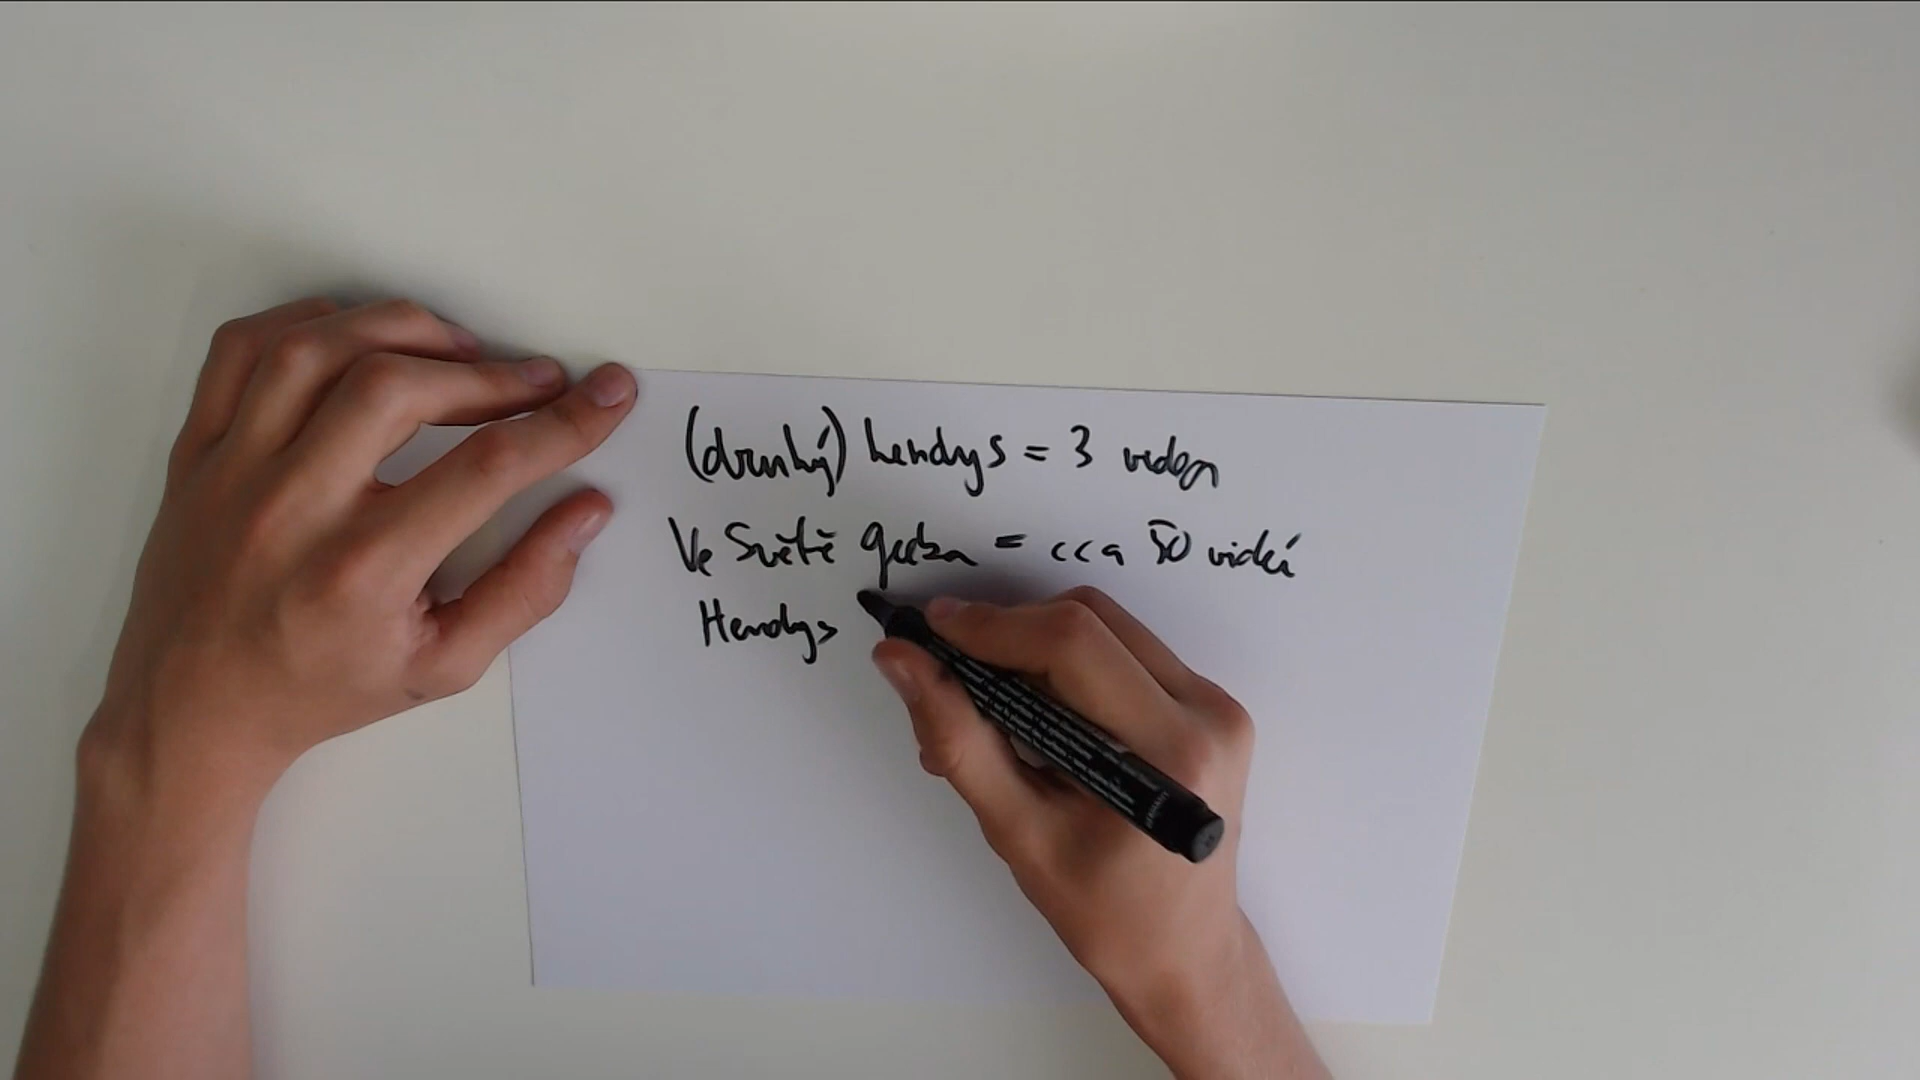 (druhý) hendys = 3 videa
Ve Světě geeka = cca 50 videí
Hendys